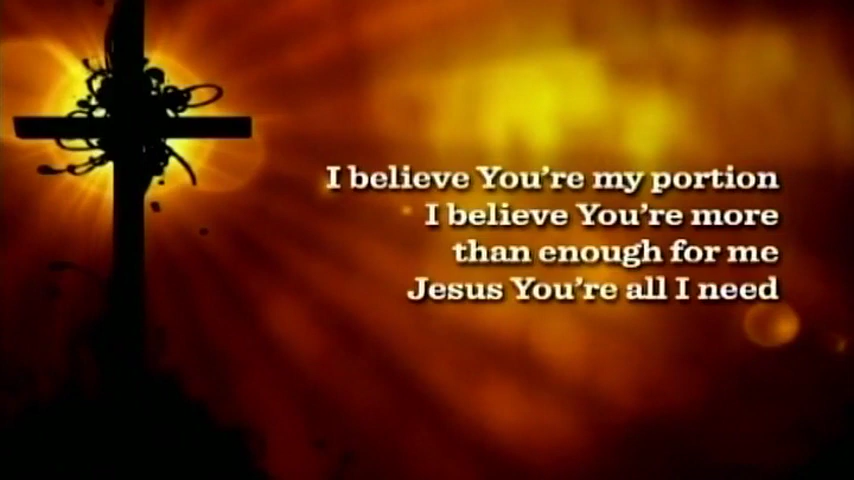 I believe You're my portion
I believe You're more
than enough for me
Jesus You're all I need